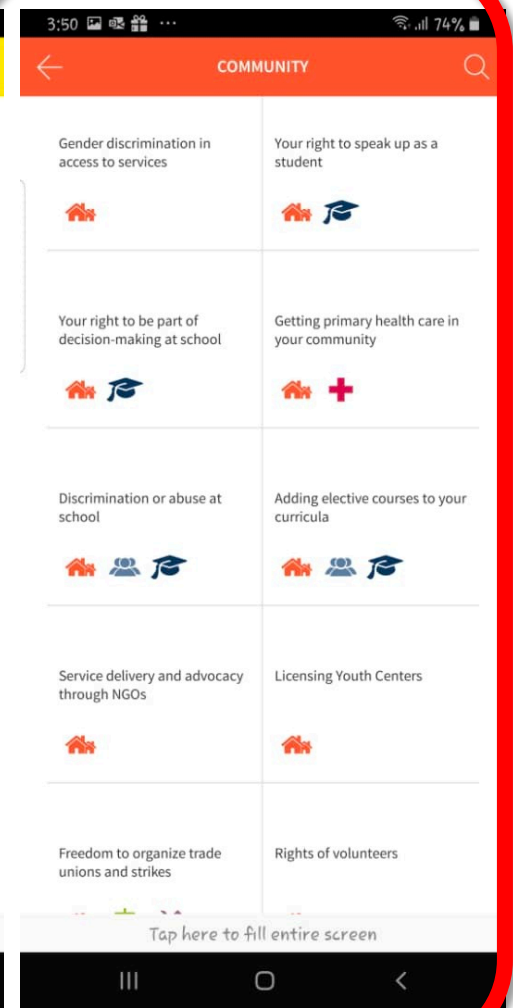 3:50 74%
COMMUNITY
Gender discrimination in
access to services
Your right to speak up as a
student
Your right to be part of
decision-making at school
Getting primary health care in
your community
Discrimination or abuse at
school
Adding elective courses to your
curricula
Service delivery and advocacy
through NGOs
Licensing Youth Centers
Freedom to organize trade
unions and strikes
Rights of volunteers
Tap here to fill entire screen